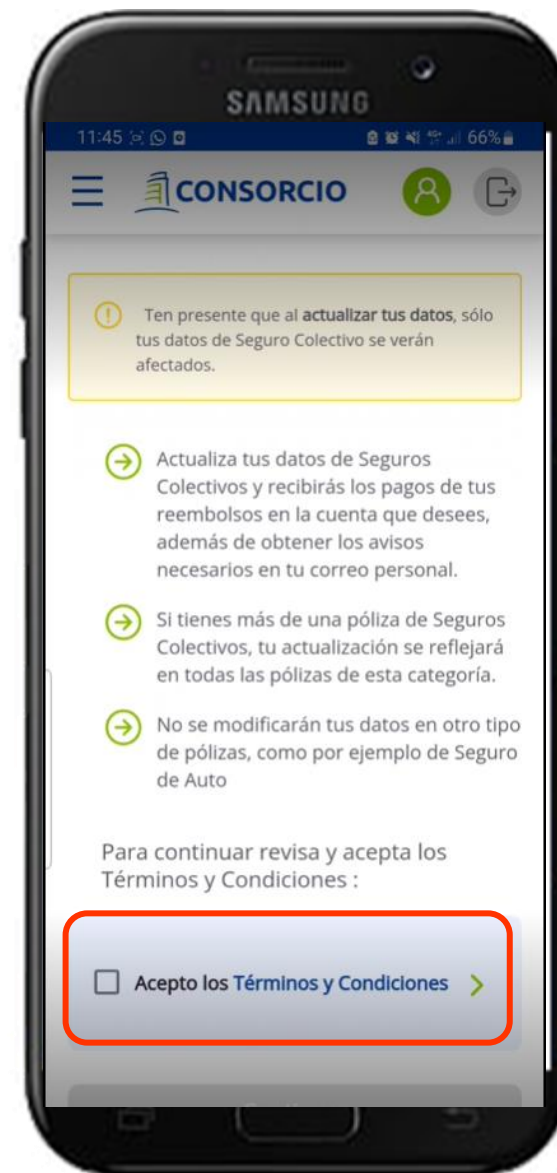 SAMSUNG
11:45 66%
CONSORCIO
Ten presente que al actualizar tus datos, sólo
tus datos de Seguro Colectivo se verán
afectados.
Actualiza tus datos de Seguros
Colectivos y recibirás los pagos de tus
reembolsos en la cuenta que desees,
además de obtener los avisos
necesarios en tu correo personal.
Si tienes más de una póliza de Seguros
Colectivos, tu actualización se reflejará
en todas las pólizas de esta categoría.
No se modificarán tus datos en otro tipo
de pólizas, como por ejemplo de Seguro
de Auto
Para continuar revisa y acepta los
Términos y Condiciones :
Acepto los Términos y Condiciones